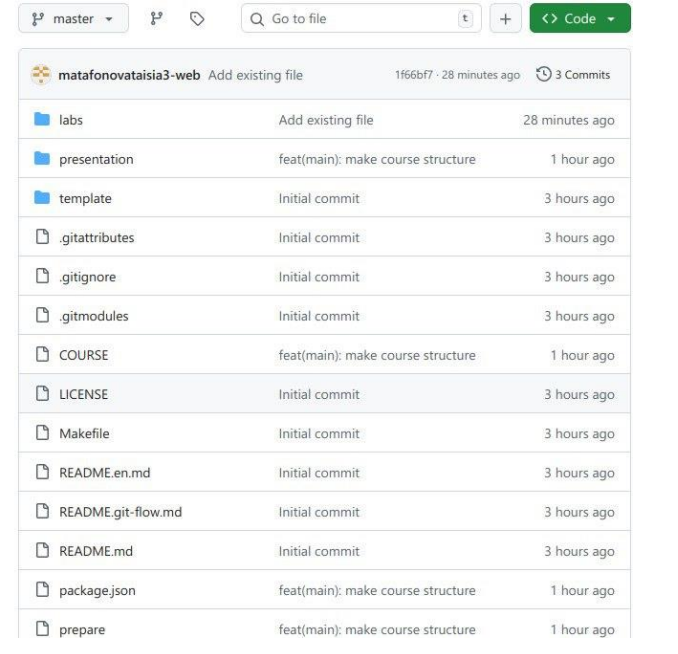 master
Go to file
t
Code
matafonovataisia3-web Add existing file 1f66bf7 · 28 minutes ago 3 Commits
labs Add existing file 28 minutes ago
presentation feat(main): make course structure 1 hour ago
template Initial commit 3 hours ago
.gitattributes Initial commit 3 hours ago
.gitignore Initial commit 3 hours ago
.gitmodules Initial commit 3 hours ago
COURSE feat(main): make course structure 1 hour ago
LICENSE Initial commit 3 hours ago
Makefile Initial commit 3 hours ago
README.en.md Initial commit 3 hours ago
README.git-flow.md Initial commit 3 hours ago
README.md Initial commit 3 hours ago
package.json feat(main): make course structure 1 hour ago
prepare feat(main): make course structure 1 hour ago